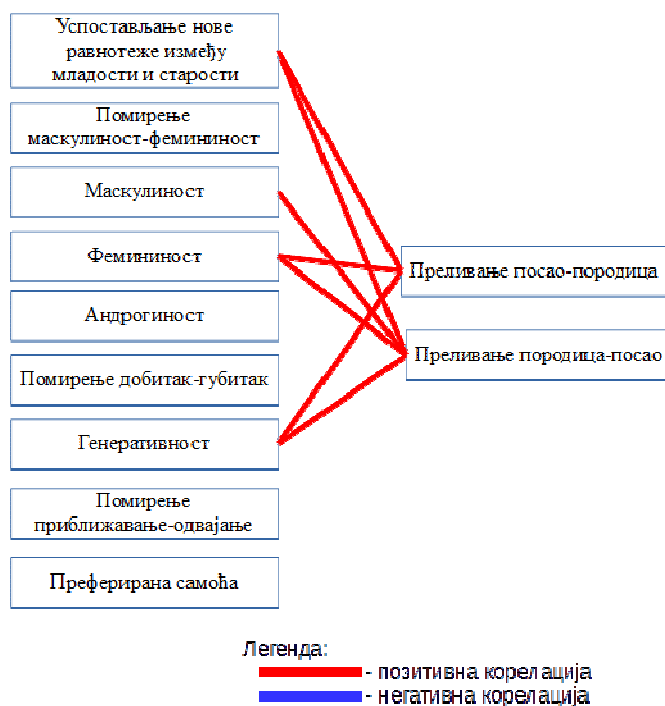 Успостављање нове
равнотеже између
младости и старости
Помирење
маскулиност-фемининост
Маскулиност
Фемининост
Андрогиност
Помирење добитак-губитак
Генеративност
Помирење
приближавање-одвајање
Преферирана самоћа
Преливање посао-породица
Преливање породица-посао
Легенда:
- позитивна корелација
- негативна корелација